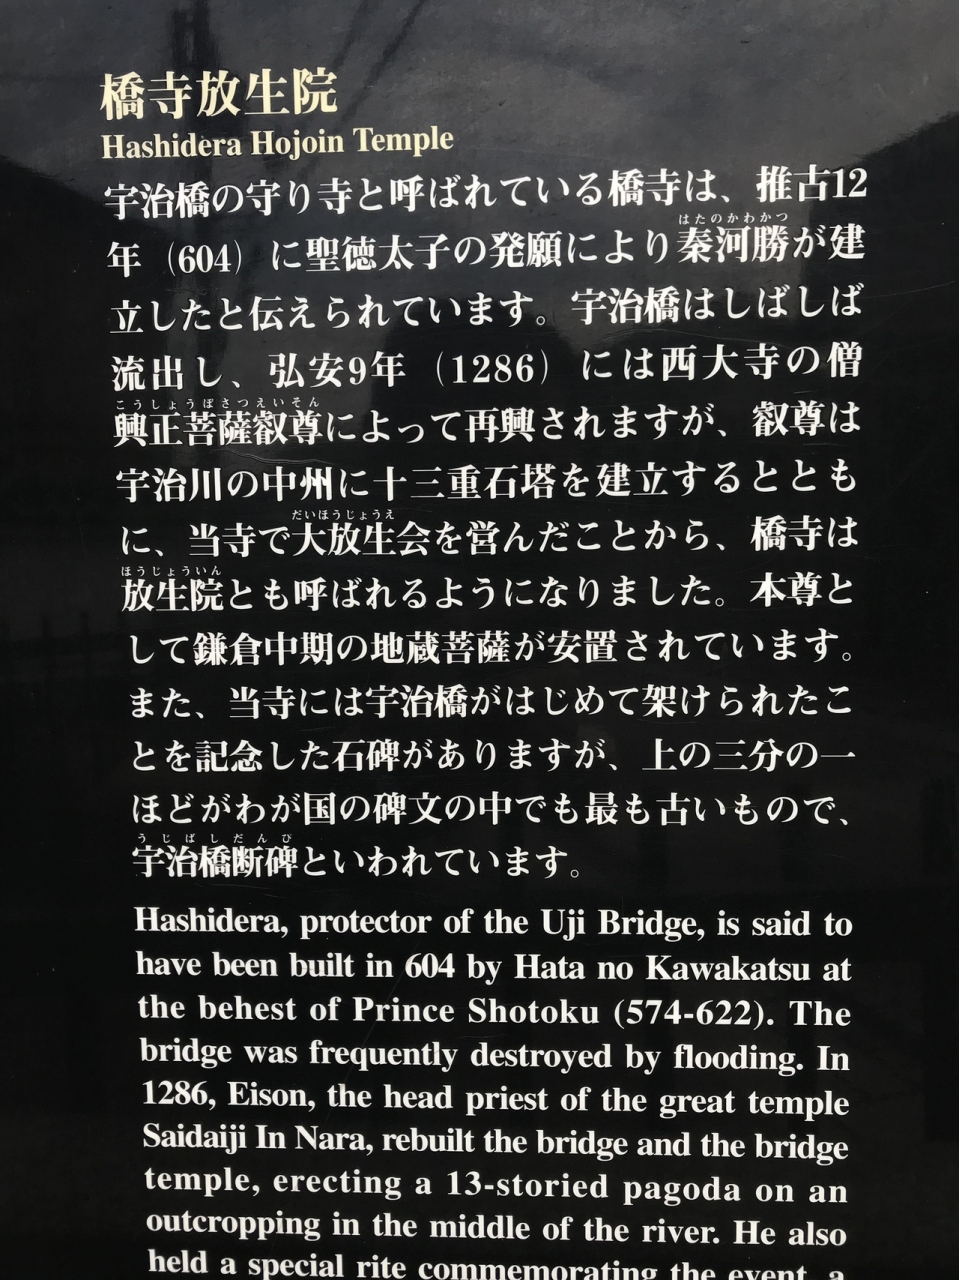 橋寺放生院
Hashidera Hojoin Temple
宇治橋の守り寺と呼ばれている橋寺は、推古12
はたのかわかつ
年（604）に聖徳太子の発願により秦河勝が建
立したと伝えられています。宇治橋はしばしば
流出し、弘安9年（1286）には西大寺の僧
こうしょうぼさつえいそん
興正菩薩叡尊によって再興されますが、叡尊は
宇治川の中州に十三重石塔を建立するととも
だいほうじょうえ
に、当寺で大放生会を営んだことから、橋寺は
ほうじょういん
放生院とも呼ばれるようになりました。本尊と
して鎌倉中期の地蔵菩薩が安置されています。
また、当寺には宇治橋がはじめて架けられたこ
とを記念した石碑がありますが、上の三分の一
ほどがわが国の碑文の中でも最も古いもので、
うじばしだんぴ
宇治橋断碑といわれています。
Hashidera, protector of the Uji Bridge, is said to
have been built in 604 by Hata no Kawakatsu at
the behest of Prince Shotoku (574-622). The
bridge was frequently destroyed by flooding. In
1286, Eison, the head priest of the great temple
Saidaiji In Nara, rebuilt the bridge and the bridge
temple, erecting a 13-storied pagoda on an
outcropping in the middle of the river. He also
held a special rite commemorating the event, a